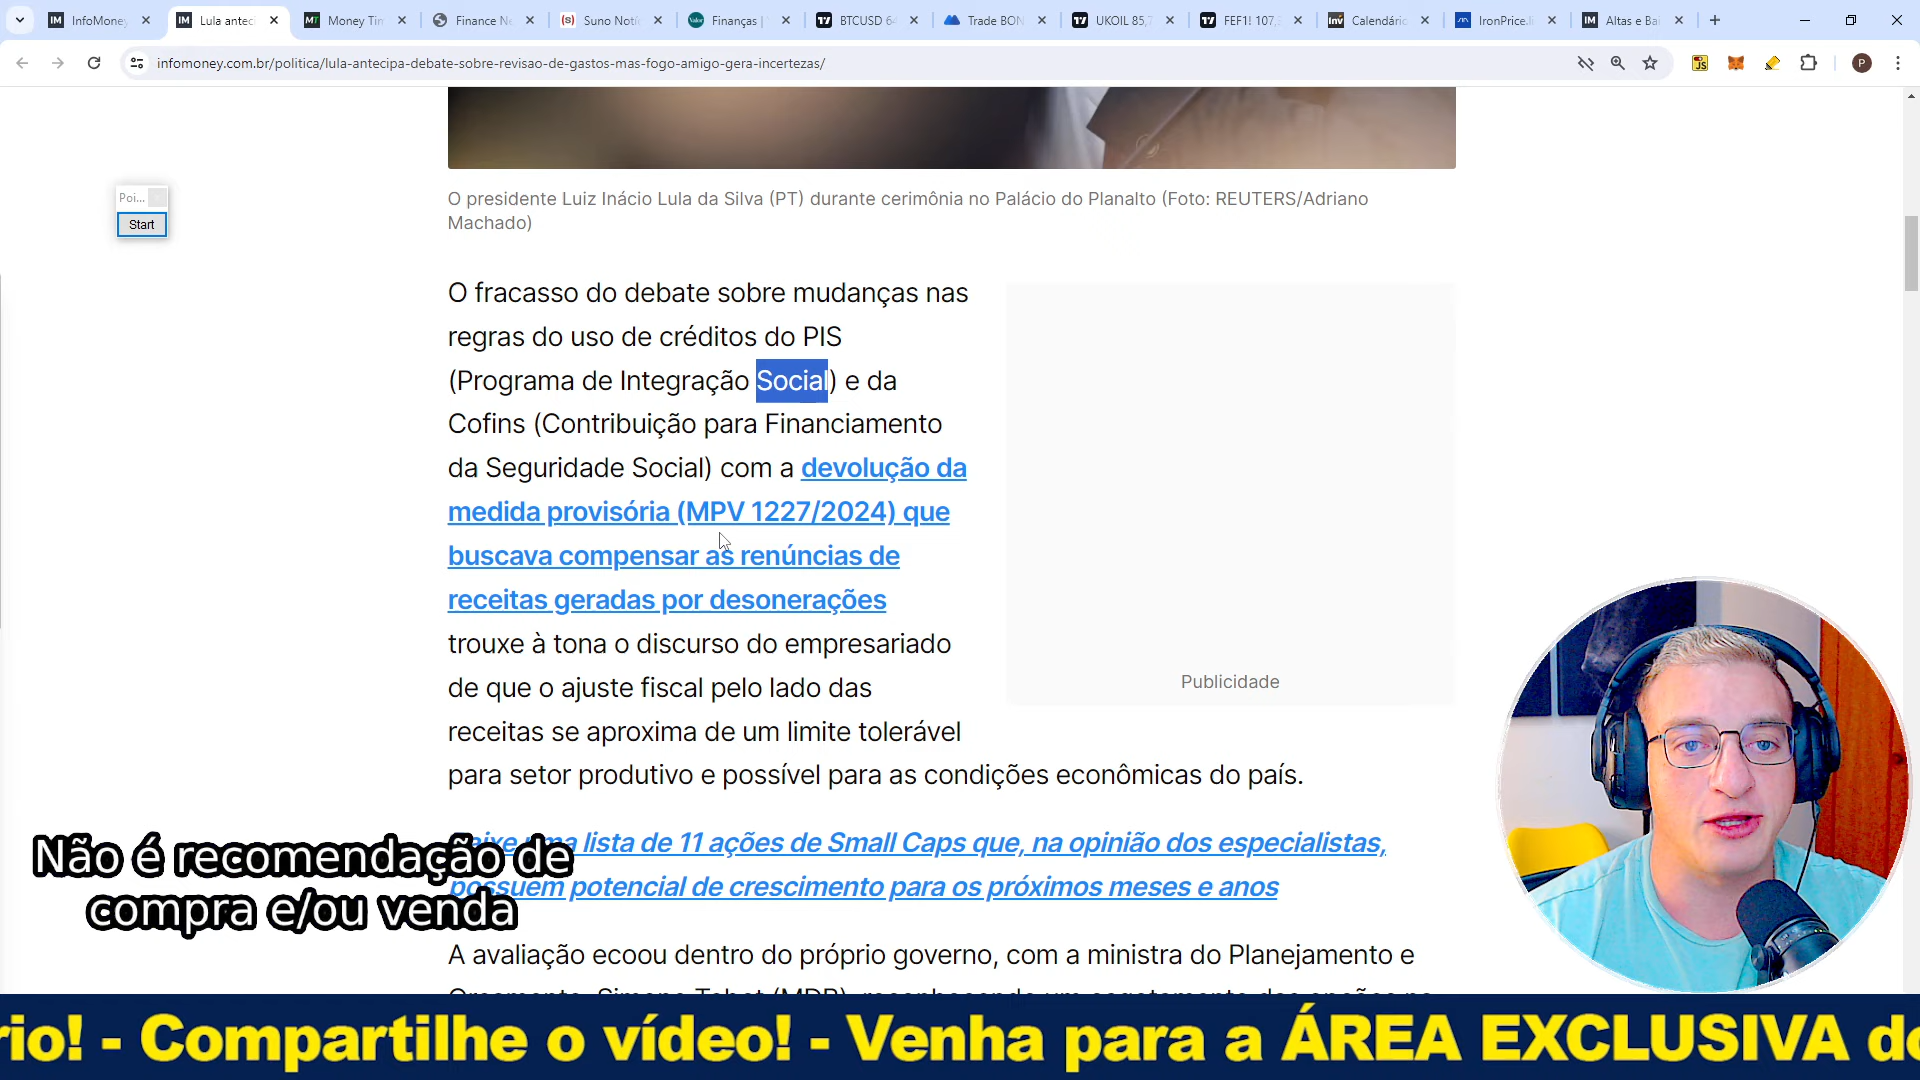 InfoMoney
Lula anteci
Money Tim
Finance Ne
Suno Notíc
Finanças |
BTCUSD 64
Trade BON
UKOIL 85,7
FEF1! 107,
Calendário
IronPrice.li
Altas e Bai
infomoney.com.br/politica/lula-antecipa-debate-sobre-revisao-de-gastos-mas-fogo-amigo-gera-incertezas/
Poi...
Start
O presidente Luiz Inácio Lula da Silva (PT) durante cerimônia no Palácio do Planalto (Foto: REUTERS/Adriano
Machado)
O fracasso do debate sobre mudanças nas
regras do uso de créditos do PIS
(Programa de Integração Social) e da
Cofins (Contribuição para Financiamento
da Seguridade Social) com a devolução da
medida provisória (MPV 1227/2024) que
buscava compensar as renúncias de
receitas geradas por desonerações
trouxe à tona o discurso do empresariado
de que o ajuste fiscal pelo lado das
receitas se aproxima de um limite tolerável
para setor produtivo e possível para as condições econômicas do país.
Publicidade
lista de 11 ações de Small Caps que, na opinião dos especialistas,
possuem potencial de crescimento para os próximos meses e anos
Não é recomendação de
compra e/ou venda
A avaliação ecoou dentro do próprio governo, com a ministra do Planejamento e
rio! - Compartilhe o vídeo! - Venha para a ÁREA EXCLUSIVA do